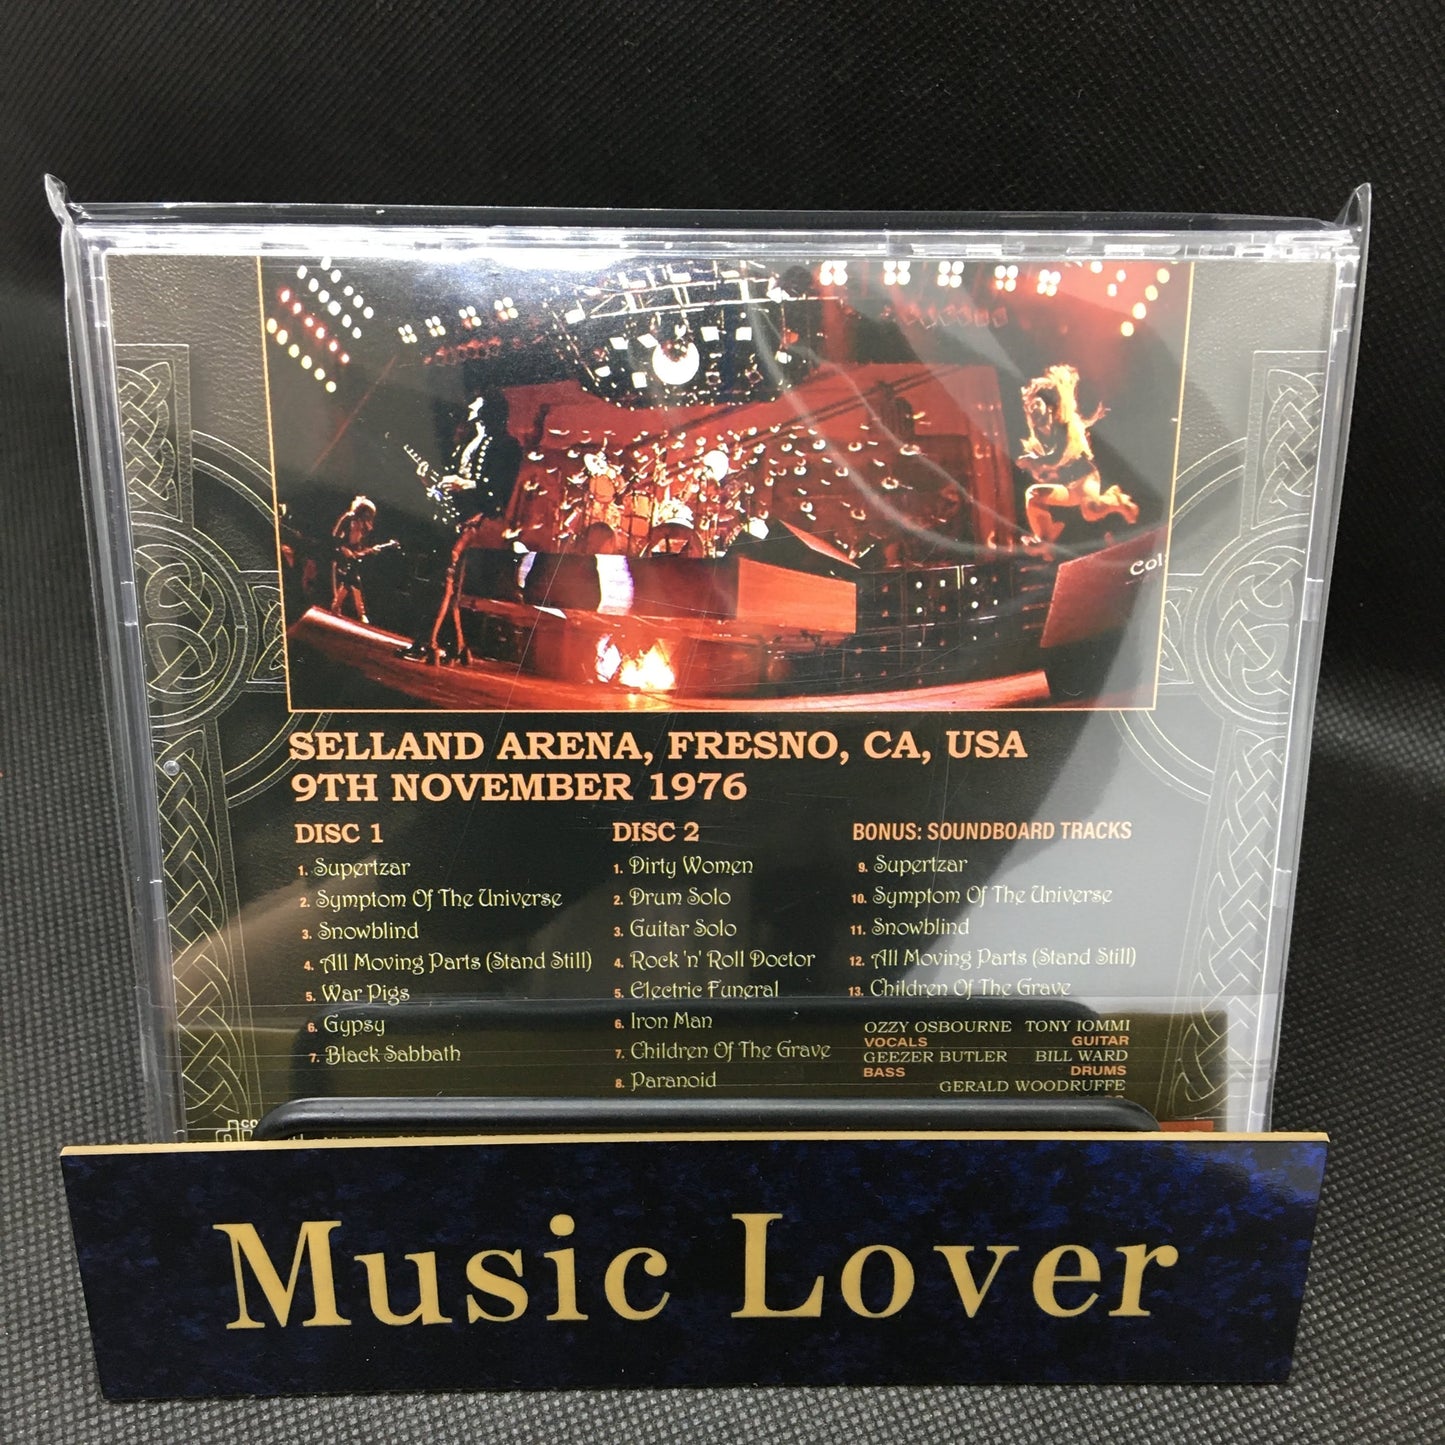 Col
SELLAND ARENA, FRESNO, CA, USA
9TH NOVEMBER 1976
DISC 1
1. Supertzar
2. Symptom Of The Universe
3. Snowblind
4. All Moving Parts (Stand Still)
5. War Pigs
6. Gypsy
7. Black Sabbath
DISC 2
1. Dirty Women
2. Drum Solo
3. Guitar Solo
4. Rock 'n' Roll Doctor
5. Electric Funeral
6. Iron Man
7. Children Of The Grave
8. Paranoid
BONUS: SOUNDBOARD TRACKS
9. Supertzar
10. Symptom Of The Universe
11. Snowblind
12. All Moving Parts (Stand Still)
13. Children Of The Grave
OZZY OSBOURNE TONY IOMMI
VOCALS GUITAR
GEEZER BUTLER BILL WARD
BASS DRUMS
GERALD WOODRUFFE
Music Lover